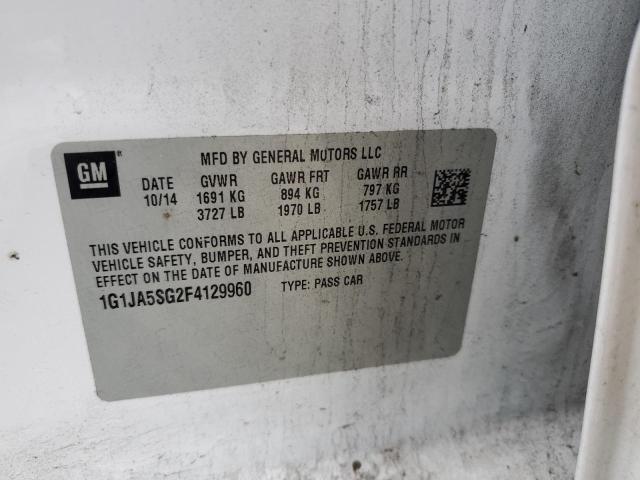 GM®
MFD BY GENERAL MOTORS LLC
DATE GVWR GAWR FRT GAWR RR
10/14 1691 KG 894 KG 797 KG
3727 LB 1970 LB 1757 LB
THIS VEHICLE CONFORMS TO ALL APPLICABLE U.S. FEDERAL MOTOR
VEHICLE SAFETY, BUMPER, AND THEFT PREVENTION STANDARDS IN
EFFECT ON THE DATE OF MANUFACTURE SHOWN ABOVE.
1G1JA5SG2F4129960 TYPE: PASS CAR